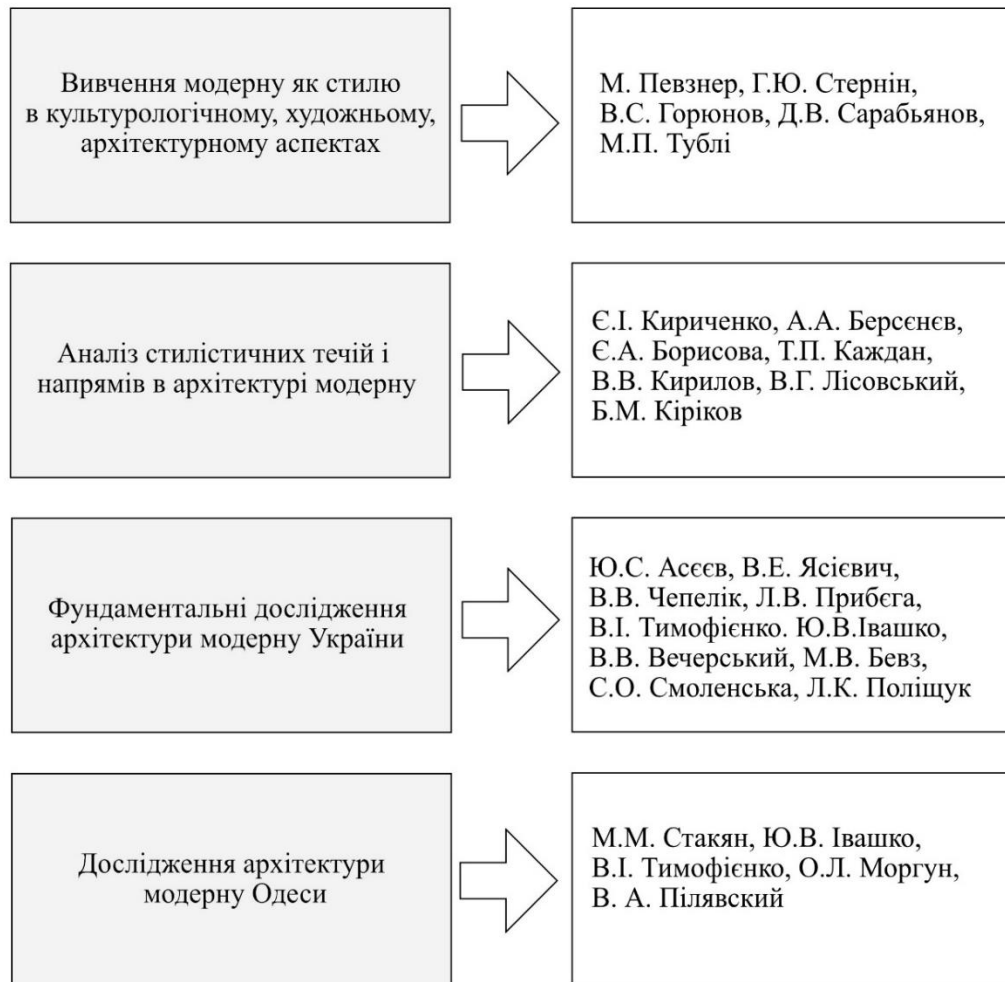 Вивчення модерну як стилю
в культурологічному, художньому,
архітектурному аспектах
М. Певзнер, Г.Ю. Стернін,
В.С. Горюнов, Д.В. Сарабьянов,
М.П. Тублі
Аналіз стилістичних течій і
напрямів в архітектурі модерну
Є.І. Кириченко, А.А. Берсєнєв,
Є.А. Борисова, Т.П. Каждан,
В.В. Кирилов, В.Г. Лісовський,
Б.М. Кіріков
Фундаментальні дослідження
архітектури модерну України
Ю.С. Асєєв, В.Е. Ясієвич,
В.В. Чепелік, Л.В. Прибєга,
В.І. Тимофієнко. Ю.В.Івашко,
В.В. Вечерський, М.В. Бевз,
С.О. Смоленська, Л.К. Поліщук
Дослідження архітектури
модерну Одеси
М.М. Стакян, Ю.В. Івашко,
В.І. Тимофієнко, О.Л. Моргун,
В. А. Пілявский